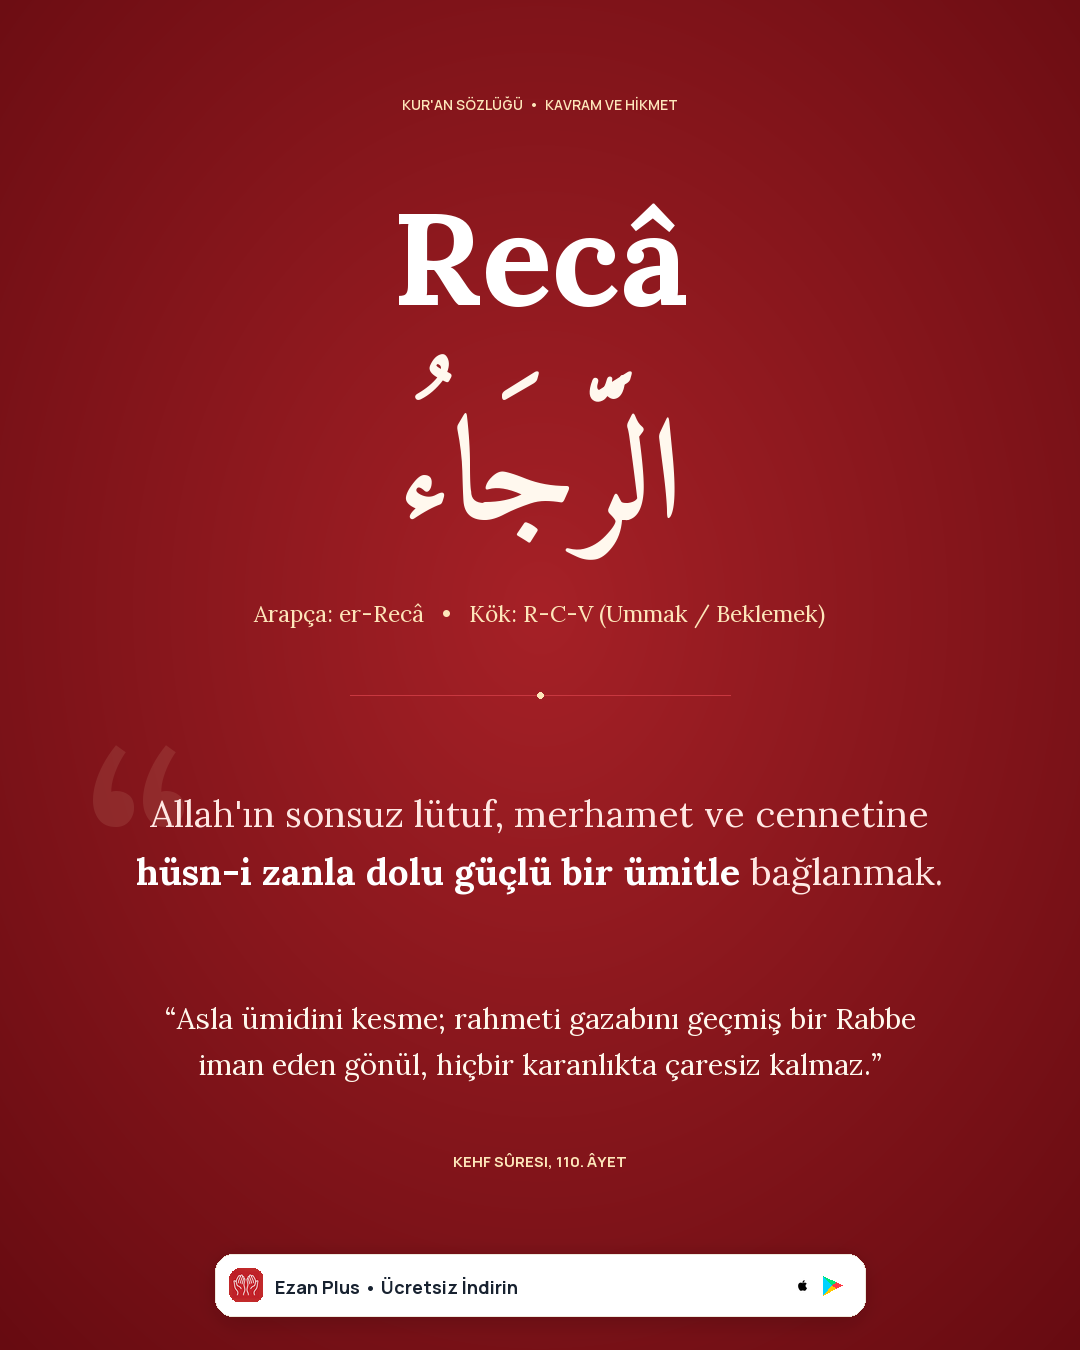 KUR'AN SÖZLÜĞÜ • KAVRAM VE HİKMET
Recâ
الرَّجَاءُ
Arapça: er-Recâ • Kök: R-C-V (Ummak / Beklemek)
“
Allah'ın sonsuz lütuf, merhamet ve cennetine
hüsn-i zanla dolu güçlü bir ümitle bağlanmak.
“Asla ümidini kesme; rahmeti gazabını geçmiş bir Rabbe
iman eden gönül, hiçbir karanlıkta çaresiz kalmaz.”
KEHF SÛRESI, 110. ÂYET
Ezan Plus • Ücretsiz İndirin